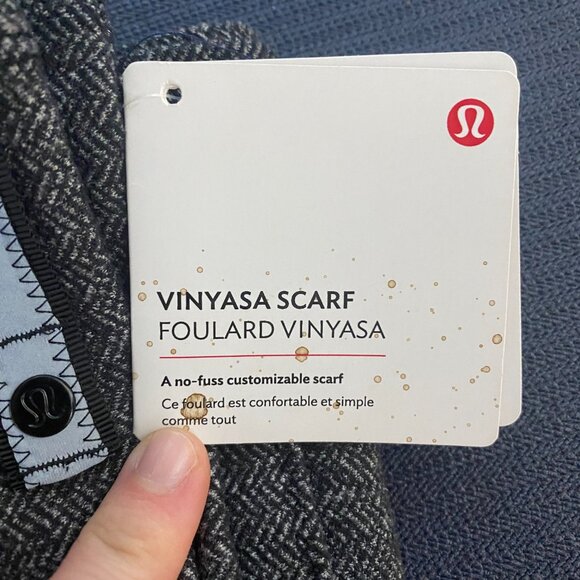 VINYASA SCARF
FOULARD VINYASA
A no-fuss customizable scarf
Ce foulard est confortable et simple
comme tout